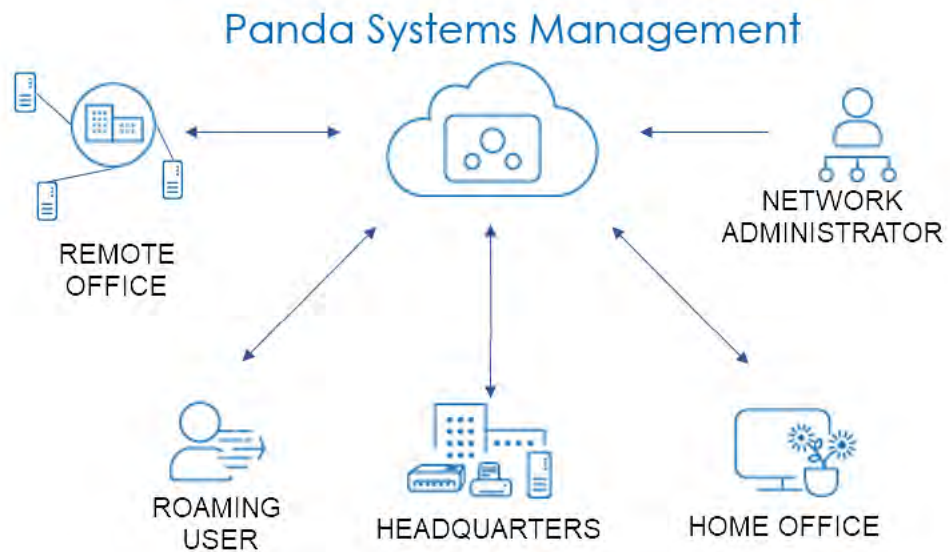 Panda Systems Management
REMOTE
OFFICE
NETWORK
ADMINISTRATOR
ROAMING
USER
HEADQUARTERS
HOME OFFICE